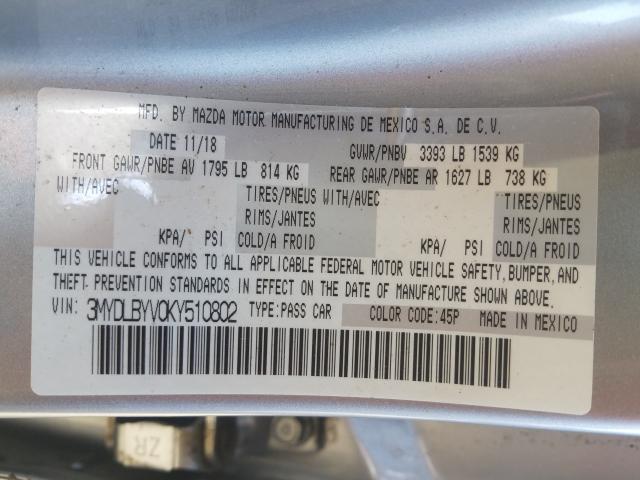 MFD. BY MAZDA MOTOR MANUFACTURING DE MEXICO S.A. DE C.V.
DATE 11/18 GVWR/PNBV 3393 LB 1539 KG
FRONT GAWR/PNBE AV 1795 LB 814 KG REAR GAWR/PNBE AR 1627 LB 738 KG
WITH/AVEC TIRES/PNEUS WITH/AVEC TIRES/PNEUS
RIMS/JANTES RIMS/JANTES
KPA/ PSI COLD/A FROID KPA/ PSI COLD/A FROID
THIS VEHICLE CONFORMS TO ALL APPLICABLE FEDERAL MOTOR VEHICLE SAFETY, BUMPER, AND
THEFT PREVENTION STANDARDS IN EFFECT ON THE DATE OF MANUFACTURE SHOWN ABOVE.
VIN: 3MYDLBYV0KY510802 TYPE:PASS CAR COLOR CODE:45P MADE IN MEXICO
ZR